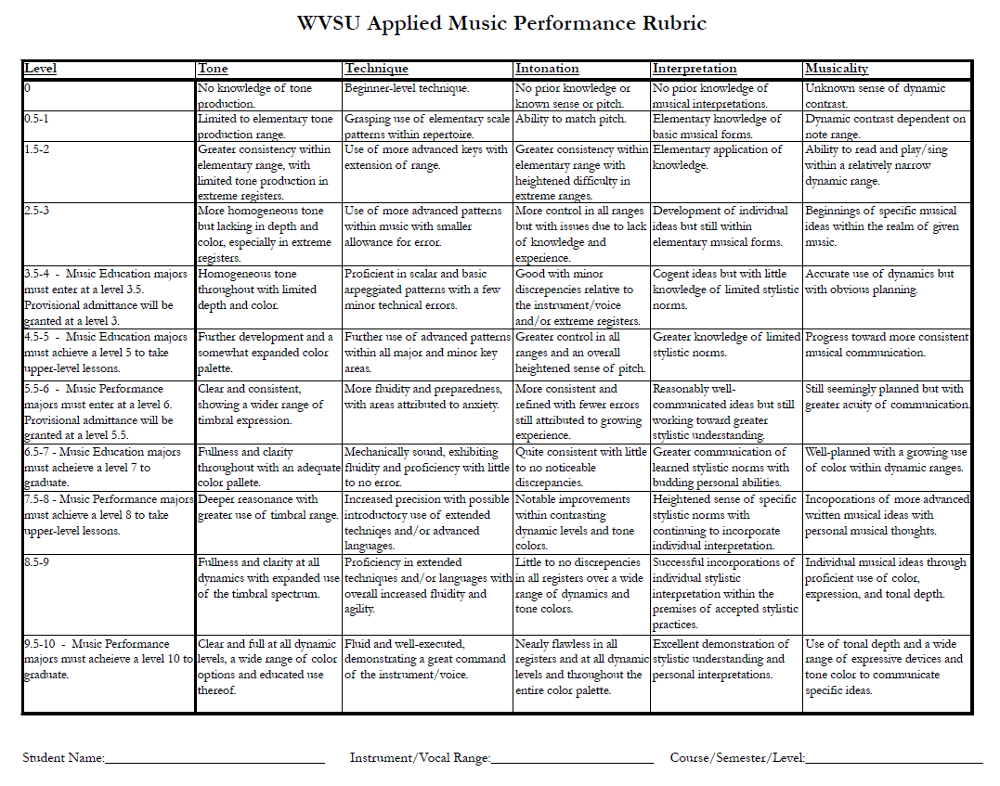 WVSU Applied Music Performance Rubric
Level Tone Technique Intonation Interpretation Musicality
0
No knowledge of tone
production.
Beginner-level technique.
No prior knowledge or
known sense or pitch.
No prior knowledge of
musical interpretations.
Unknown sense of dynamic
contrast.
0.5-1
Limited to elementary tone
production range.
Grasping use of elementary scale
patterns within repertoire.
Ability to match pitch.
Elementary knowledge of
basic musical forms.
Dynamic contrast dependent on
note range.
1.5-2
Greater consistency within
elementary range, with
limited tone production in
extreme registers.
Use of more advanced keys with
extension of range.
Greater consistency within
elementary range with
heightened difficulty in
extreme ranges.
Elementary application of
knowledge.
Ability to read and play/sing
within a relatively narrow
dynamic range.
2.5-3
More homogeneous tone
but lacking in depth and
color, especially in extreme
registers.
Use of more advanced patterns
within music with smaller
allowance for error.
More control in all ranges
but with issues due to lack
of knowledge and
experience.
Development of individual
ideas but still within
elementary musical forms.
Beginnings of specific musical
ideas within the realm of given
music.
3.5-4 - Music Education majors
must enter at a level 3.5.
Provisional admittance will be
granted at a level 3.
Homogeneous tone
throughout with limited
depth and color.
Proficient in scalar and basic
arpeggiated patterns with a few
minor technical errors.
Good with minor
discrepencies relative to
the instrument/voice
and/or extreme registers.
Cogent ideas but with little
knowledge of limited stylistic
norms.
Accurate use of dynamics but
with obvious planning.
4.5-5 - Music Education majors
must achieve a level 5 to take
upper-level lessons.
Further development and a
somewhat expanded color
palette.
Further use of advanced patterns
within all major and minor key
areas.
Greater control in all
ranges and an overall
heightened sense of pitch.
Greater knowledge of limited
stylistic norms.
Progress toward more consistent
musical communication.
5.5-6 - Music Performance
majors must enter at a level 6.
Provisional admittance will be
granted at a level 5.5.
Clear and consistent,
showing a wider range of
timbral expression.
More fluidity and preparedness,
with areas attributed to anxiety.
More consistent and
refined with fewer errors
still attributed to growing
experience.
Reasonably well-
communicated ideas but still
working toward greater
stylistic understanding.
Still seemingly planned but with
greater acuity of communication.
6.5-7 - Music Education majors
must acheieve a level 7 to
graduate.
Fullness and clarity
throughout with an adequate
color pallete.
Mechanically sound, exhibiting
fluidity and proficiency with little
to no error.
Quite consistent with little
to no noticeable
discrepancies.
Greater communication of
learned stylistic norms with
budding personal abilities.
Well-planned with a growing use
of color within dynamic ranges.
7.5-8 - Music Performance majors
must achieve a level 8 to take
upper-level lessons.
Deeper reasonance with
greater use of timbral range.
Increased precision with possible
introductory use of extended
techniqes and/or advanced
languages.
Notable improvements
within contrasting
dynamic levels and tone
colors.
Heightened sense of specific
stylistic norms with
continuing to incorporate
individual interpretation.
Incoporations of more advanced
written musical ideas with
personal musical thoughts.
8.5-9
Fullness and clarity at all
dynamics with expanded use
of the timbral spectrum.
Proficiency in extended
techniques and/or languages with
overall increased fluidity and
agility.
Little to no discrepencies
in all registers over a wide
range of dynamics and
tone colors.
Successful incorporations of
individual stylistic
interpretation within the
premises of accepted stylistic
practices.
Individual musical ideas through
proficient use of color,
expression, and tonal depth.
9.5-10 - Music Performance
majors must acheieve a level 10 to
graduate.
Clear and full at all dynamic
levels, a wide range of color
options and educated use
thereof.
Fluid and well-executed,
demonstrating a great command
of the instrument/voice.
Nearly flawless in all
registers and at all dynamic
levels and throughout the
entire color palette.
Excellent demonstration of
stylistic understanding and
personal interpretations.
Use of tonal depth and a wide
range of expressive devices and
tone color to communicate
specific ideas.
Student Name:______________________________ Instrument/Vocal Range:______________________ Course/Semester/Level:________________________